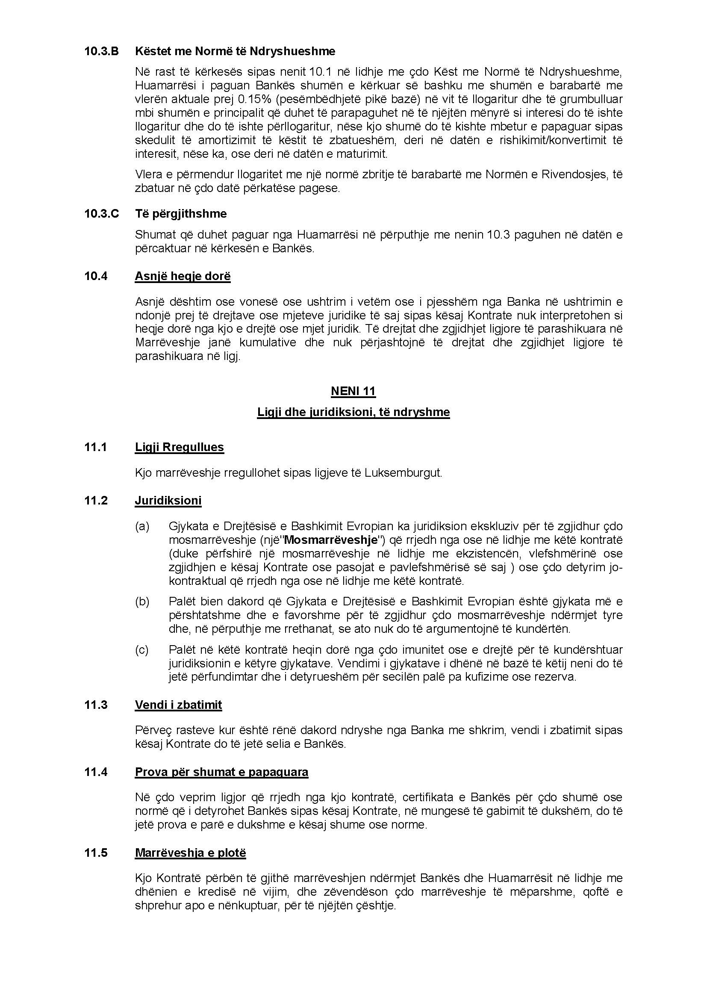 10.3.B Këstet me Normë të Ndryshueshme
Në rast të kërkesës sipas nenit 10.1 në lidhje me çdo Këst me Normë të Ndryshueshme,
Huamarrësi i paguan Bankës shumën e kërkuar së bashku me shumën e barabartë me
vlerën aktuale prej 0.15% (pesëmbëdhjetë pikë bazë) në vit të llogaritur dhe të grumbulluar
mbi shumën e principalit që duhet të parapaguhet në të njëjtën mënyrë si interesi do të ishte
llogaritur dhe do të ishte përllogaritur, nëse kjo shumë do të kishte mbetur e papaguar sipas
skedulit të amortizimit të këstit të zbatueshëm, deri në datën e rishikimit/konvertimit të
interesit, nëse ka, ose deri në datën e maturimit.
Vlera e përmendur llogaritet me një normë zbritje të barabartë me Normën e Rivendosjes, të
zbatuar në çdo datë përkatëse pagese.
10.3.C Të përgjithshme
Shumat që duhet paguar nga Huamarrësi në përputhje me nenin 10.3 paguhen në datën e
përcaktuar në kërkesën e Bankës.
10.4 Asnjë heqje dorë
Asnjë dështim ose vonesë ose ushtrim i vetëm ose i pjesshëm nga Banka në ushtrimin e
ndonjë prej të drejtave ose mjeteve juridike të saj sipas kësaj Kontrate nuk interpretohen si
heqje dorë nga kjo e drejtë ose mjet juridik. Të drejtat dhe zgjidhjet ligjore të parashikuara në
Marrëveshje janë kumulative dhe nuk përjashtojnë të drejtat dhe zgjidhjet ligjore të
parashikuara në ligj.
NENI 11
Ligji dhe juridiksioni, të ndryshme
11.1 Ligji Rregullues
Kjo marrëveshje rregullohet sipas ligjeve të Luksemburgut.
11.2 Juridiksioni
(a) Gjykata e Drejtësisë e Bashkimit Evropian ka juridiksion ekskluziv për të zgjidhur çdo
mosmarrëveshje (një"Mosmarrëveshje") që rrjedh nga ose në lidhje me këtë kontratë
(duke përfshirë një mosmarrëveshje në lidhje me ekzistencën, vlefshmërinë ose
zgjidhjen e kësaj Kontrate ose pasojat e pavlefshmërisë së saj ) ose çdo detyrim jo-
kontraktual që rrjedh nga ose në lidhje me këtë kontratë.
(b) Palët bien dakord që Gjykata e Drejtësisë e Bashkimit Evropian është gjykata më e
përshtatshme dhe e favorshme për të zgjidhur çdo mosmarrëveshje ndërmjet tyre
dhe, në përputhje me rrethanat, se ato nuk do të argumentojnë të kundërtën.
(c) Palët në këtë kontratë heqin dorë nga çdo imunitet ose e drejtë për të kundërshtuar
juridiksionin e këtyre gjykatave. Vendimi i gjykatave i dhënë në bazë të këtij neni do të
jetë përfundimtar dhe i detyrueshëm për secilën palë pa kufizime ose rezerva.
11.3 Vendi i zbatimit
Përveç rasteve kur është rënë dakord ndryshe nga Banka me shkrim, vendi i zbatimit sipas
kësaj Kontrate do të jetë selia e Bankës.
11.4 Prova për shumat e papaguara
Në çdo veprim ligjor që rrjedh nga kjo kontratë, certifikata e Bankës për çdo shumë ose
normë që i detyrohet Bankës sipas kësaj Kontrate, në mungesë të gabimit të dukshëm, do të
jetë prova e parë e dukshme e kësaj shume ose norme.
11.5 Marrëveshja e plotë
Kjo Kontratë përbën të gjithë marrëveshjen ndërmjet Bankës dhe Huamarrësit në lidhje me
dhënien e kredisë në vijim, dhe zëvendëson çdo marrëveshje të mëparshme, qoftë e
shprehur apo e nënkuptuar, për të njëjtën çështje.